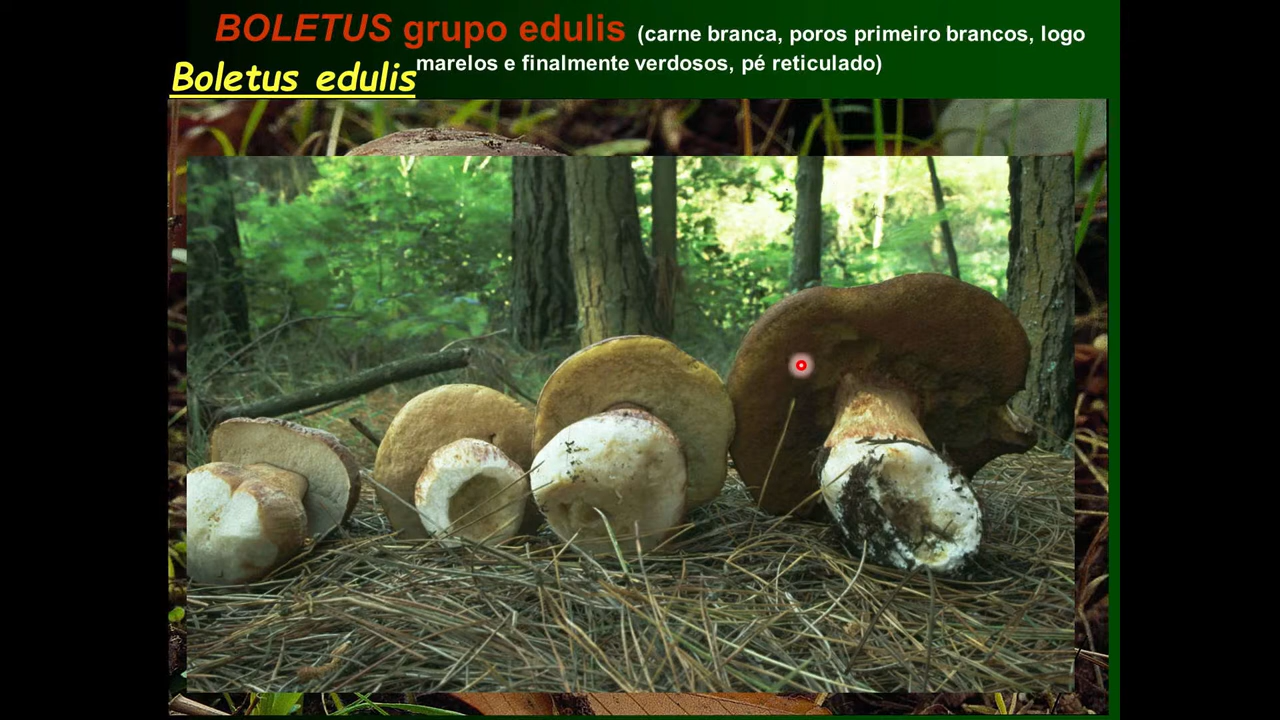 BOLETUS grupo edulis (carne branca, poros primeiro brancos, logo
marelos e finalmente verdosos, pé reticulado)
Boletus edulis